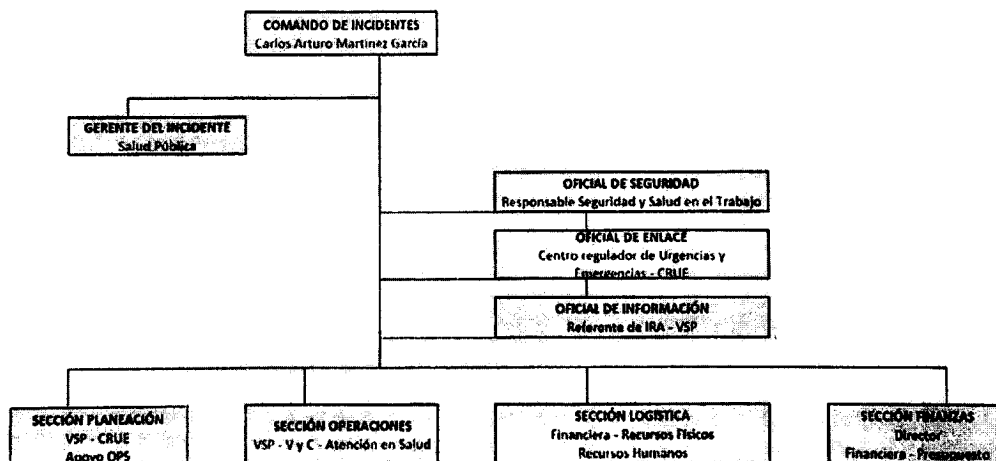 COMANDO DE INCIDENTES
Carlos Arturo Martinez García
GERENTE DEL INCIDENTE
Salud Pública
OFICIAL DE SEGURIDAD
Responsable Seguridad y Salud en el Trabajo
OFICIAL DE ENLACE
Centro regulador de Urgencias y
Emergencias - CRUE
OFICIAL DE INFORMACIÓN
Referente de IRA - VSP
SECCIÓN PLANEACIÓN
VSP - CRUE
Apoyo OPS
SECCIÓN OPERACIONES
VSP - V y C - Atención en Salud
SECCIÓN LOGISTICA
Financiera - Recursos Físicos
Recursos Humanos
SECCIÓN FINANZAS
Director
Financiera - Presupuesto